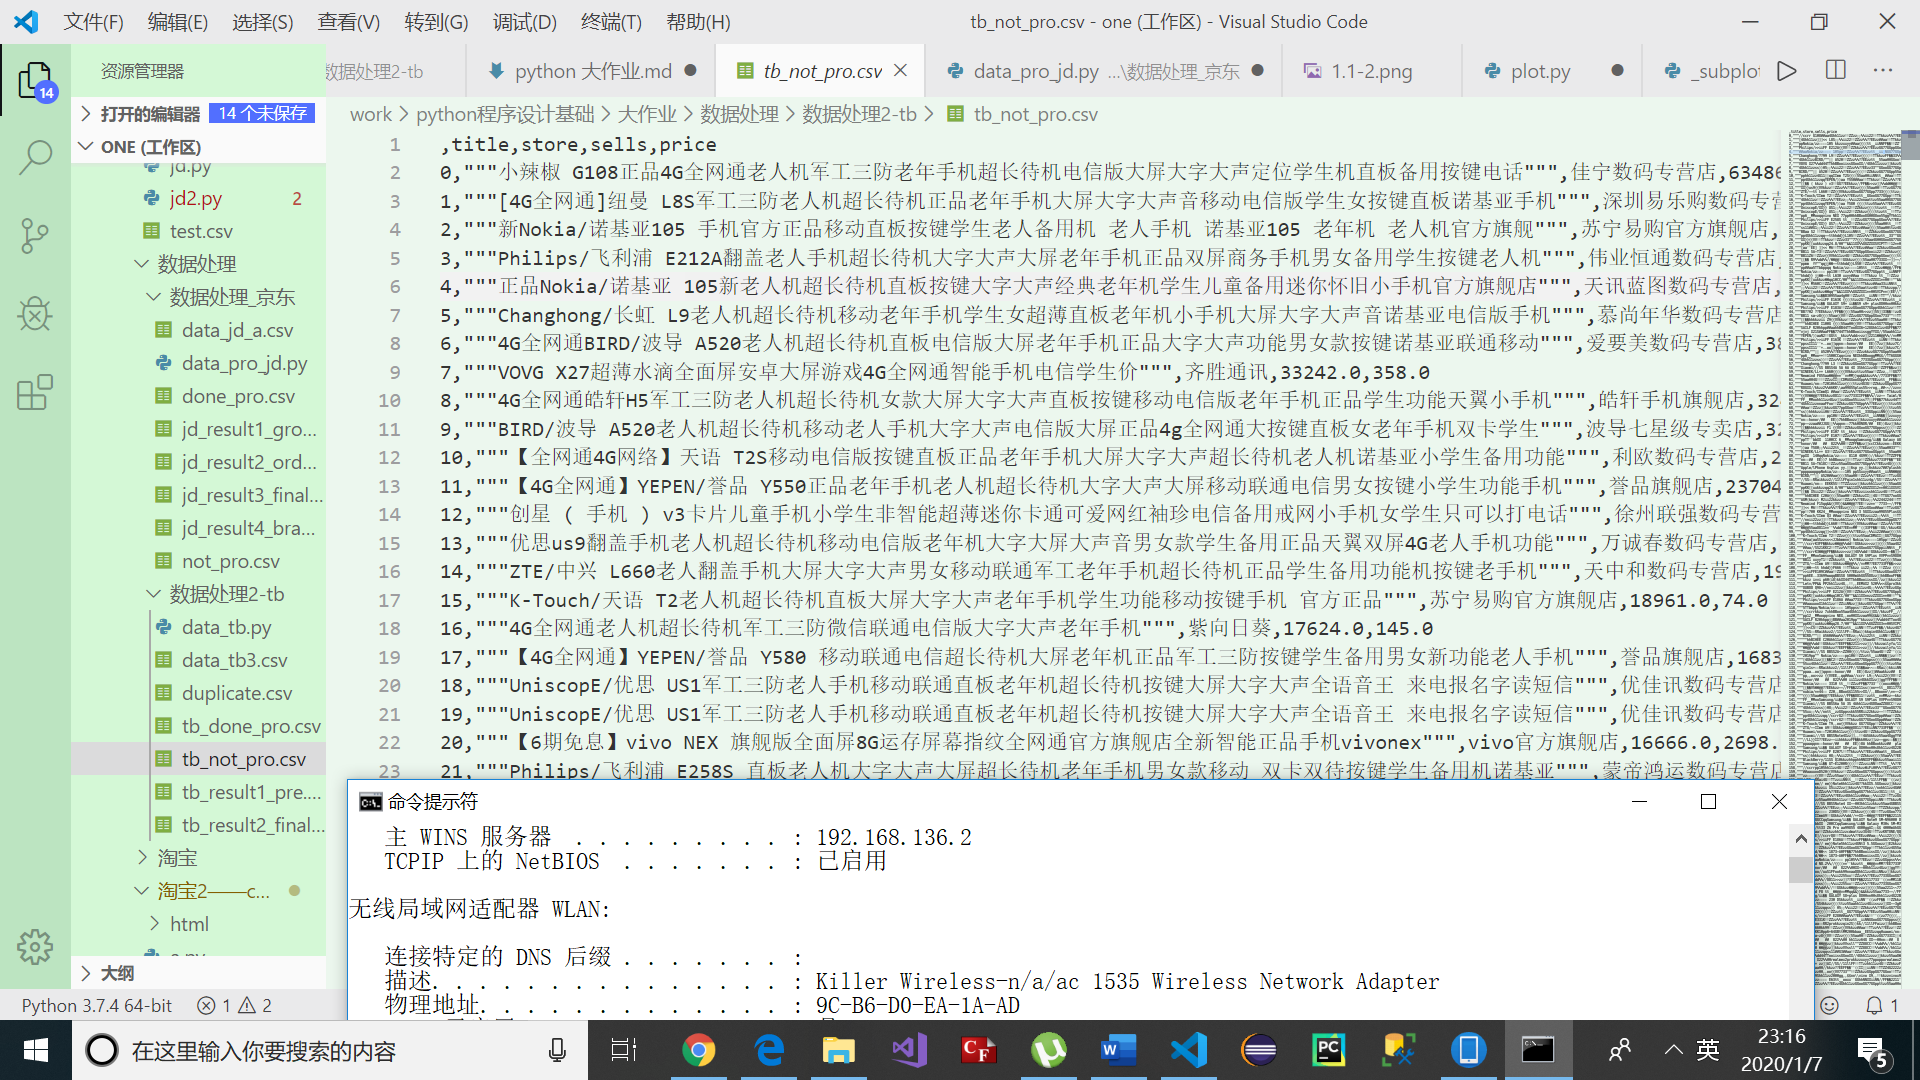 文件(F) 编辑(E) 选择(S) 查看(V) 转到(G) 调试(D) 终端(T) 帮助(H) tb_not_pro.csv - one (工作区) - Visual Studio Code
资源管理器 数据处理2-tb python 大作业.md tb_not_pro.csv data_pro_jd.py ...\数据处理_京东 1.1-2.png plot.py _subplot
14
打开的编辑器 14 个未保存
work > python程序设计基础 > 大作业 > 数据处理 > 数据处理2-tb > tb_not_pro.csv
ONE (工作区)
jd.py
jd2.py 2
test.csv
数据处理
数据处理_京东
data_jd_a.csv
data_pro_jd.py
done_pro.csv
jd_result1_gro...
jd_result2_ord...
jd_result3_final...
jd_result4_bra...
not_pro.csv
数据处理2-tb
data_tb.py
data_tb3.csv
duplicate.csv
tb_done_pro.csv
tb_not_pro.csv
tb_result1_pre....
tb_result2_final...
淘宝
淘宝2——c...
html
大纲
1 ,title,store,sells,price
2 0,"""小辣椒 G108正品4G全网通老人机军工三防老年手机超长待机电信版大屏大字大声定位学生机直板备用按键电话""",佳宁数码专营店,63486
3 1,"""[4G全网通]纽曼 L8S军工三防老人机超长待机正品老年手机大屏大字大声音移动电信版学生女按键直板诺基亚手机""",深圳易乐购数码专营
4 2,"""新Nokia/诺基亚105 手机官方正品移动直板按键学生老人备用机 老人手机 诺基亚105 老年机 老人机官方旗舰""",苏宁易购官方旗舰店,
5 3,"""Philips/飞利浦 E212A翻盖老人手机超长待机大字大声大屏老年手机正品双屏商务手机男女备用学生按键老人机""",伟业恒通数码专营店
6 4,"""正品Nokia/诺基亚 105新老人机超长待机直板按键大字大声经典老年机学生儿童备用迷你怀旧小手机官方旗舰店""",天讯蓝图数码专营店,
7 5,"""Changhong/长虹 L9老人机超长待机移动老年手机学生女超薄直板老年机小手机大屏大字大声音诺基亚电信版手机""",慕尚年华数码专营店
8 6,"""4G全网通BIRD/波导 A520老人机超长待机直板电信版大屏老年手机正品大字大声功能男女款按键诺基亚联通移动""",爱要美数码专营店,38
9 7,"""VOVG X27超薄水滴全面屏安卓大屏游戏4G全网通智能手机电信学生价""",齐胜通讯,33242.0,358.0
10 8,"""4G全网通皓轩H5军工三防老人机超长待机女款大屏大字大声直板按键移动电信版老年手机正品学生功能天翼小手机""",皓轩手机旗舰店,32
11 9,"""BIRD/波导 A520老人机超长待机移动老人手机大字大声电信版大屏正品4g全网通大按键直板女老年手机双卡学生""",波导七星级专卖店,3
12 10,"""【全网通4G网络】天语 T2S移动电信版按键直板正品老年手机大屏大字大声超长待机老人机诺基亚小学生备用功能""",利欧数码专营店,2
13 11,"""【4G全网通】YEPEN/誉品 Y550正品老年手机老人机超长待机大字大声大屏移动联通电信男女按键小学生功能手机""",誉品旗舰店,23704
14 12,"""创星 ( 手机 ) v3卡片儿童手机小学生非智能超薄迷你卡通可爱网红袖珍电信备用戒网小手机女学生只可以打电话""",徐州联强数码专营
15 13,"""优思us9翻盖手机老人机超长待机移动电信版老年机大字大屏大声音男女款学生备用正品天翼双屏4G老人手机功能""",万诚春数码专营店,
16 14,"""ZTE/中兴 L660老人翻盖手机大屏大字大声男女移动联通军工老年手机超长待机正品学生备用功能机按键老手机""",天中和数码专营店,19
17 15,"""K-Touch/天语 T2老人机超长待机直板大屏大字大声老年手机学生功能移动按键手机 官方正品""",苏宁易购官方旗舰店,18961.0,74.0
18 16,"""4G全网通老人机超长待机军工三防微信联通电信版大字大声老年手机""",紫向日葵,17624.0,145.0
19 17,"""【4G全网通】YEPEN/誉品 Y580 移动联通电信超长待机大屏老年机正品军工三防按键学生备用男女新功能老人手机""",誉品旗舰店,1683
20 18,"""UniscopE/优思 US1军工三防老人手机移动联通直板老年机超长待机按键大屏大字大声全语音王 来电报名字读短信""",优佳讯数码专营店
21 19,"""UniscopE/优思 US1军工三防老人手机移动联通直板老年机超长待机按键大屏大字大声全语音王 来电报名字读短信""",优佳讯数码专营店
22 20,"""【6期免息】vivo NEX 旗舰版全面屏8G运存屏幕指纹全网通官方旗舰店全新智能正品手机vivonex""",vivo官方旗舰店,16666.0,2698.
23 21,"""Philips/飞利浦 E258S 直板老人机大字大声大屏超长待机老年手机男女款移动 双卡双待按键学生备用机诺基亚""",蒙帝鸿运数码专营店
命令提示符
主 WINS 服务器 . . . . . . . . . : 192.168.136.2
TCPIP 上的 NetBIOS . . . . . . . : 已启用
无线局域网适配器 WLAN:
连接特定的 DNS 后缀 . . . . . . . :
描述. . . . . . . . . . . . . . . : Killer Wireless-n/a/ac 1535 Wireless Network Adapter
物理地址. . . . . . . . . . . . . : 9C-B6-D0-EA-1A-AD
Python 3.7.4 64-bit 1 2 1
在这里输入你要搜索的内容 英 23:16
2020/1/7 5